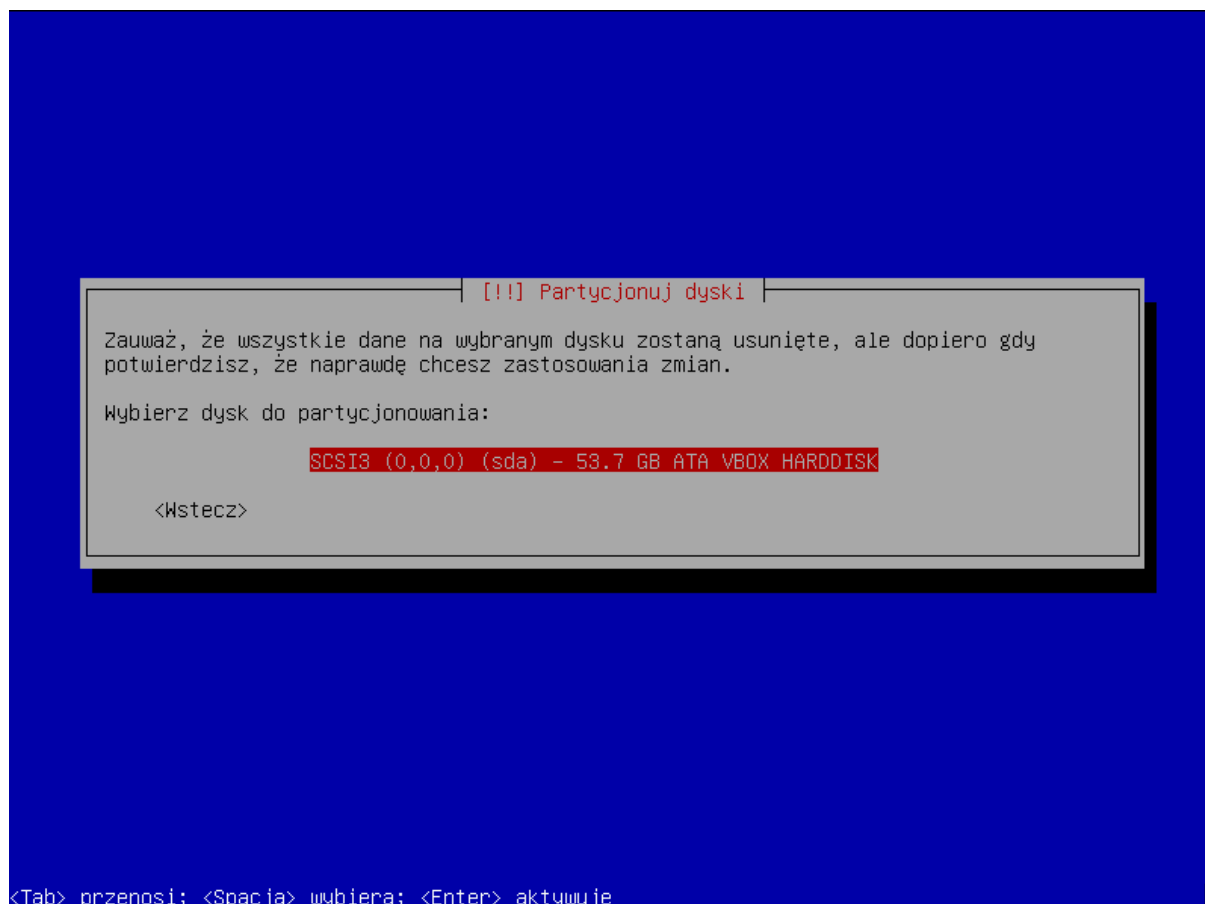 [!!] Partycjonuj dyski
Zauważ, że wszystkie dane na wybranym dysku zostaną usunięte, ale dopiero gdy
potwierdzisz, że naprawdę chcesz zastosowania zmian.
Wybierz dysk do partycjonowania:
SCSI3 (0,0,0) (sda) - 53.7 GB ATA VBOX HARDDISK
<Wstecz>
<Tab> przenosi; <Spacja> wybiera; <Enter> aktywuje